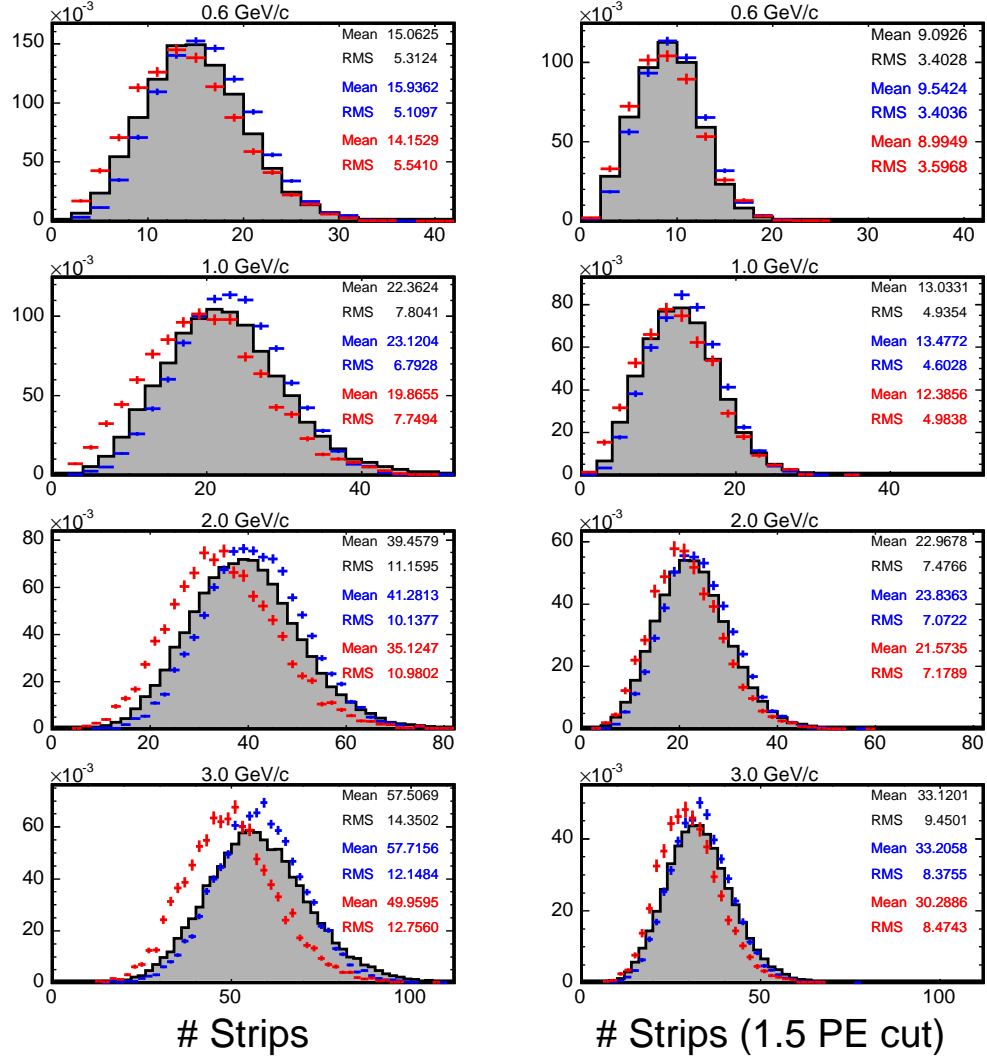 0.6 GeV/c
×10⁻³
Mean 15.0625
RMS 5.3124
Mean 15.9362
RMS 5.1097
Mean 14.1529
RMS 5.5410
150
100
50
0
0 10 20 30 40
0.6 GeV/c
×10⁻³
Mean 9.0926
RMS 3.4028
Mean 9.5424
RMS 3.4036
Mean 8.9949
RMS 3.5968
100
50
0
0 10 20 30 40
1.0 GeV/c
×10⁻³
Mean 22.3624
RMS 7.8041
Mean 23.1204
RMS 6.7928
Mean 19.8655
RMS 7.7494
100
50
0
0 20 40
1.0 GeV/c
×10⁻³
Mean 13.0331
RMS 4.9354
Mean 13.4772
RMS 4.6028
Mean 12.3856
RMS 4.9838
80
60
40
20
0
0 20 40
2.0 GeV/c
×10⁻³
Mean 39.4579
RMS 11.1595
Mean 41.2813
RMS 10.1377
Mean 35.1247
RMS 10.9802
80
60
40
20
0
0 20 40 60 80
2.0 GeV/c
×10⁻³
Mean 22.9678
RMS 7.4766
Mean 23.8363
RMS 7.0722
Mean 21.5735
RMS 7.1789
60
40
20
0
0 20 40 60 80
3.0 GeV/c
×10⁻³
Mean 57.5069
RMS 14.3502
Mean 57.7156
RMS 12.1484
Mean 49.9595
RMS 12.7560
60
40
20
0
0 50 100
3.0 GeV/c
×10⁻³
Mean 33.1201
RMS 9.4501
Mean 33.2058
RMS 8.3755
Mean 30.2886
RMS 8.4743
40
20
0
0 50 100
# Strips
# Strips (1.5 PE cut)